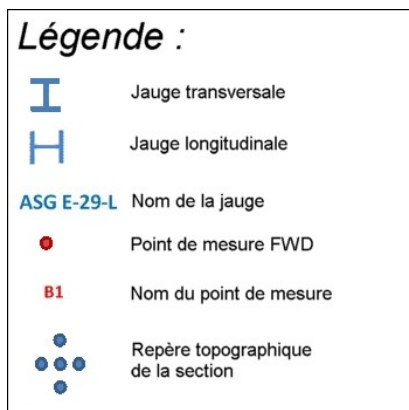 Légende :
Jauge transversale
Jauge longitudinale
ASG E-29-L Nom de la jauge
Point de mesure FWD
B1 Nom du point de mesure
Repère topographique
de la section